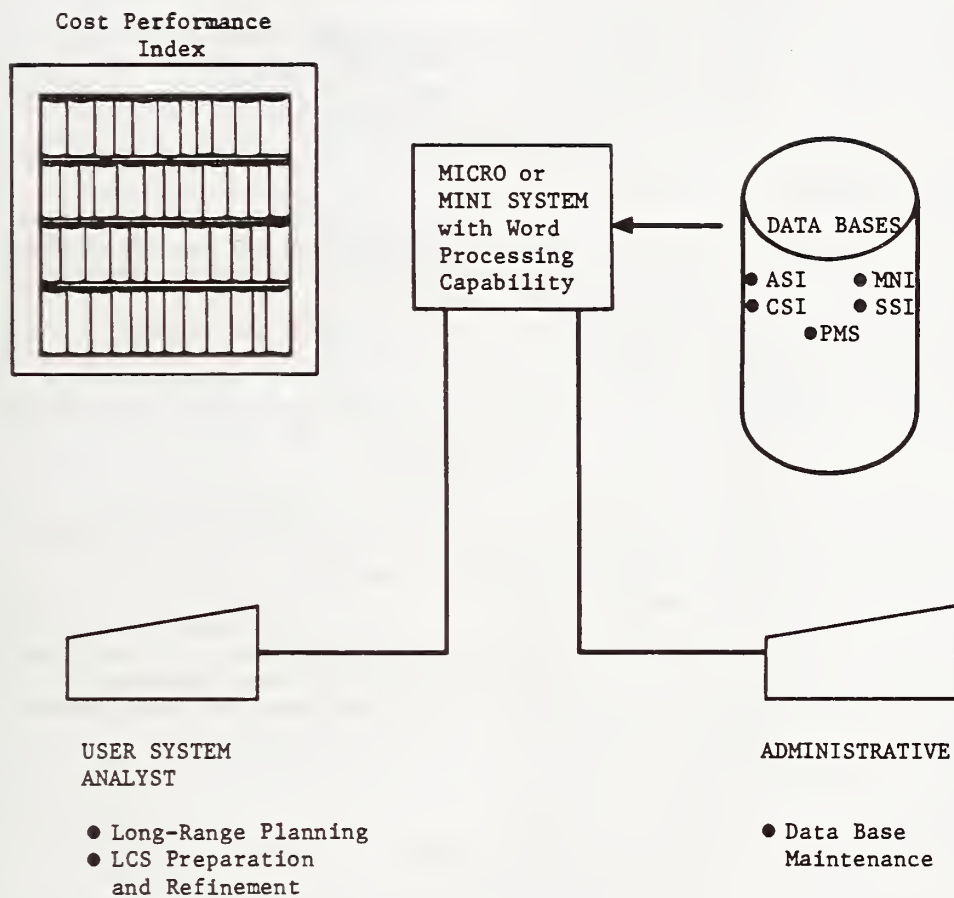 Cost Performance
Index
MICRO or
MINI SYSTEM
with Word
Processing
Capability
DATA BASES
● ASI ● MNI
● CSI ● SSI
● PMS
USER SYSTEM
ANALYST
● Long-Range Planning
● LCS Preparation
and Refinement
ADMINISTRATIVE
● Data Base
Maintenance